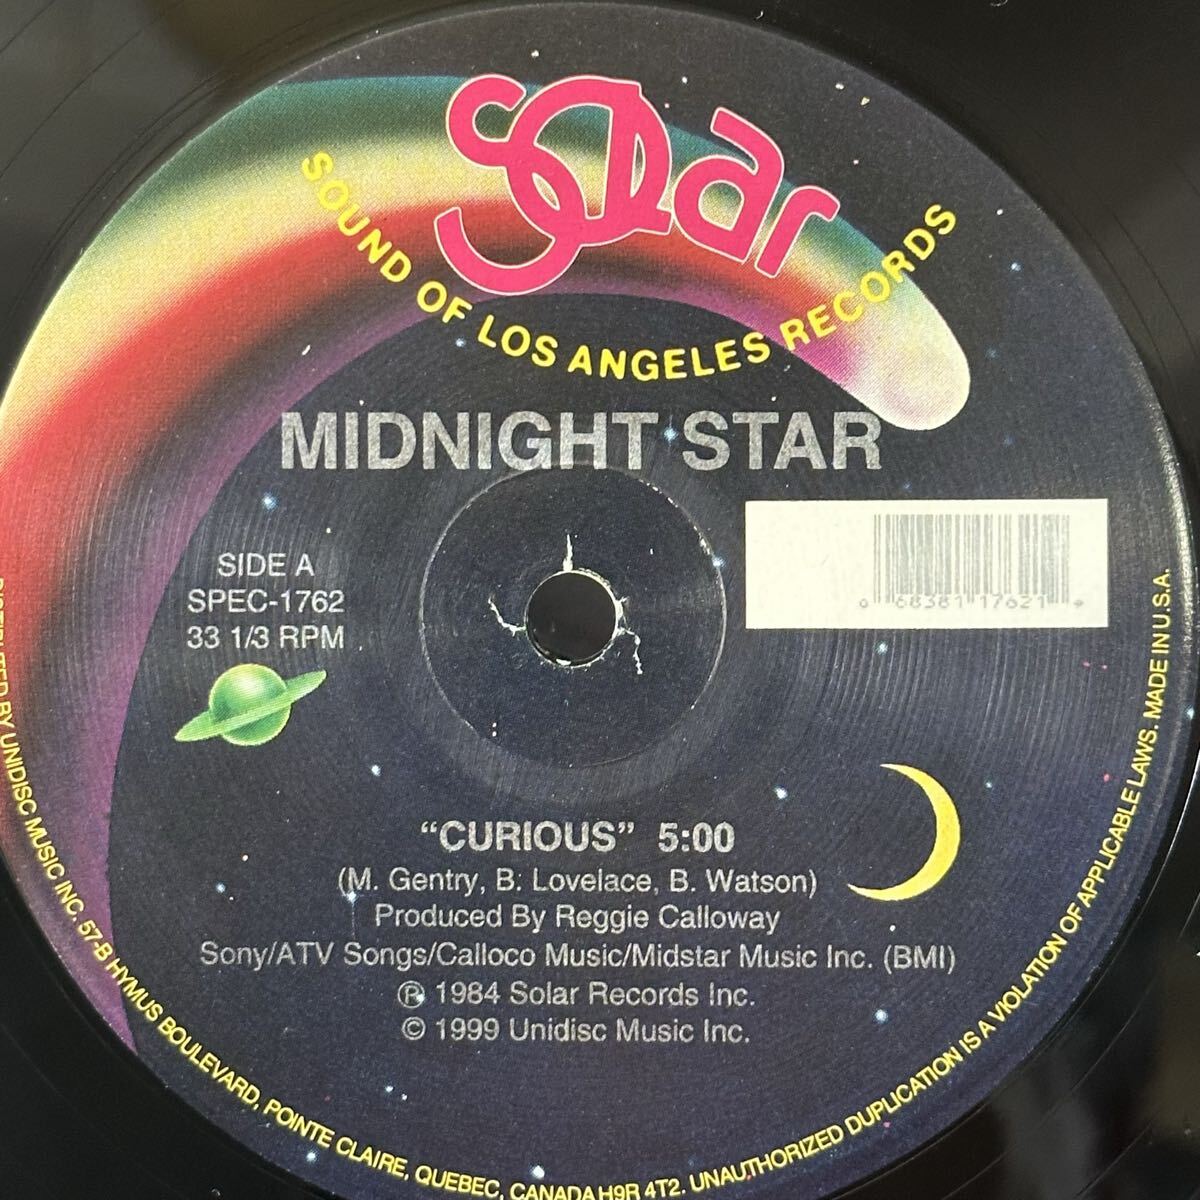 solar
SOUND OF LOS ANGELES RECORDS
MIDNIGHT STAR
SIDE A
SPEC-1762
33 1/3 RPM
"CURIOUS" 5:00
(M. Gentry, B. Lovelace, B. Watson)
Produced By Reggie Calloway
Sony/ATV Songs/Calloco Music/Midstar Music Inc. (BMI)
℗ 1984 Solar Records Inc.
© 1999 Unidisc Music Inc.
BY UNIDISC MUSIC INC. 57-B HYMUS BOULEVARD, POINTE CLAIRE, QUEBEC, CANADA H9R 4T2. UNAUTHORIZED DUPLICATION IS A VIOLATION OF APPLICABLE LAWS. MADE IN U.S.A.